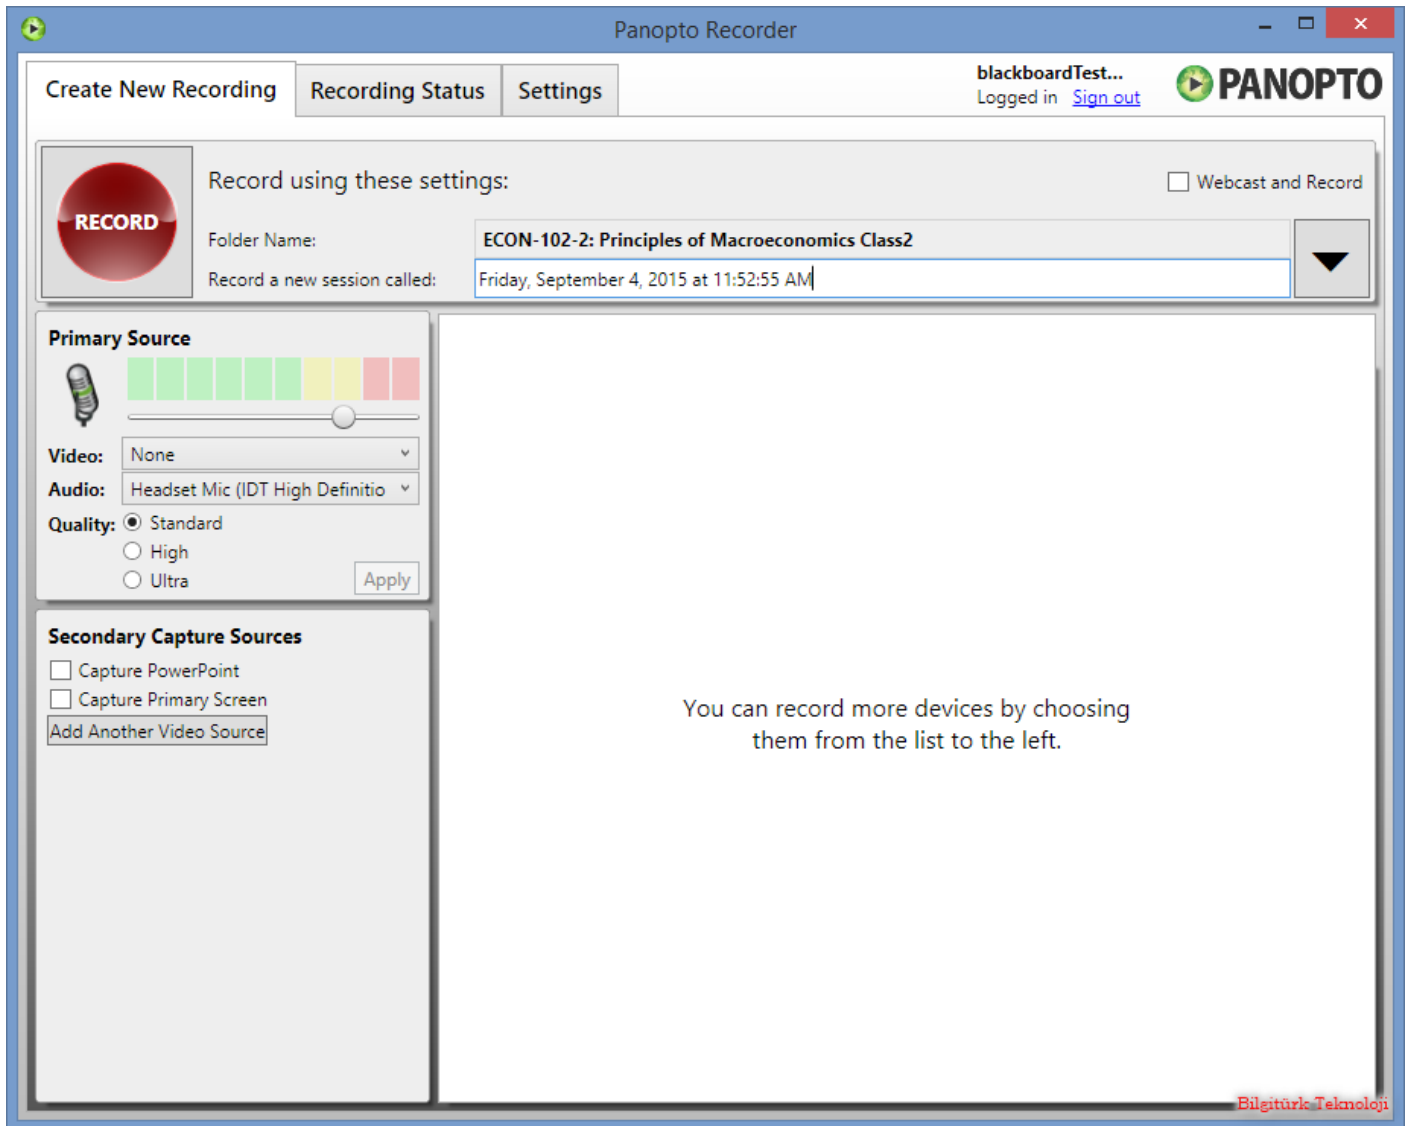 Panopto Recorder
Create New Recording
Recording Status
Settings
blackboardTest...
Logged in Sign out
PANOPTO
RECORD
Record using these settings:
Webcast and Record
Folder Name:
ECON-102-2: Principles of Macroeconomics Class2
Record a new session called:
Friday, September 4, 2015 at 11:52:55 AM
Primary Source
Video: None
Audio: Headset Mic (IDT High Definitio
Quality: Standard
High
Ultra
Apply
Secondary Capture Sources
Capture PowerPoint
Capture Primary Screen
Add Another Video Source
You can record more devices by choosing
them from the list to the left.
Bilgitürk Teknoloji